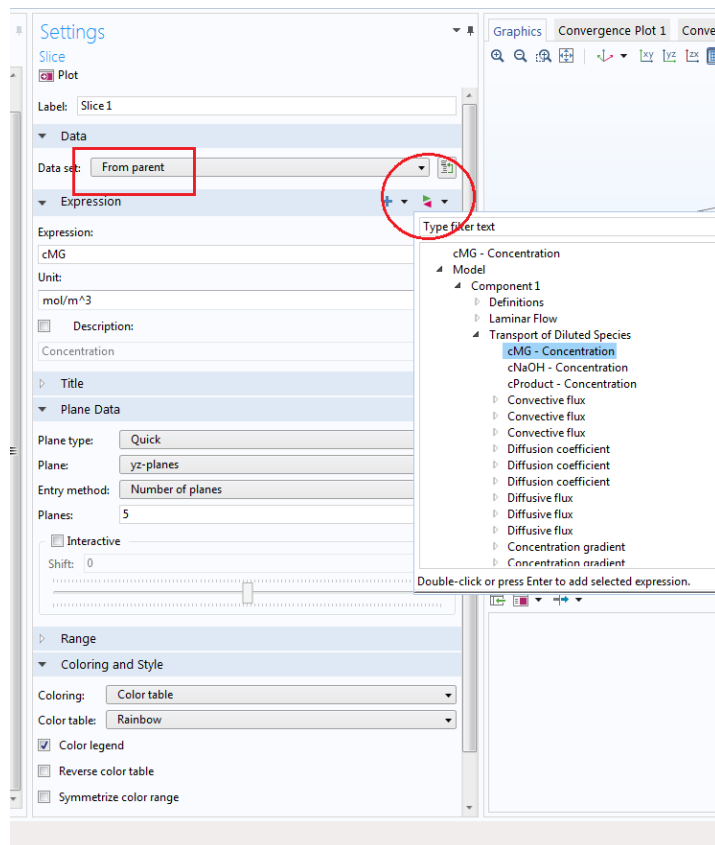 Settings
Slice
Plot
Label: Slice 1
Data
Data set: From parent
Expression
Expression:
cMG
Unit:
mol/m^3
Description:
Concentration
Title
Plane Data
Plane type: Quick
Plane: yz-planes
Entry method: Number of planes
Planes: 5
Interactive
Shift: 0
Range
Coloring and Style
Coloring: Color table
Color table: Rainbow
Color legend
Reverse color table
Symmetrize color range
Graphics Convergence Plot 1 Conve
xy yz zx
Type filter text
cMG - Concentration
Model
Component 1
Definitions
Laminar Flow
Transport of Diluted Species
cMG - Concentration
cNaOH - Concentration
cProduct - Concentration
Convective flux
Convective flux
Convective flux
Diffusion coefficient
Diffusion coefficient
Diffusion coefficient
Diffusive flux
Diffusive flux
Diffusive flux
Concentration gradient
Concentration gradient
Double-click or press Enter to add selected expression.